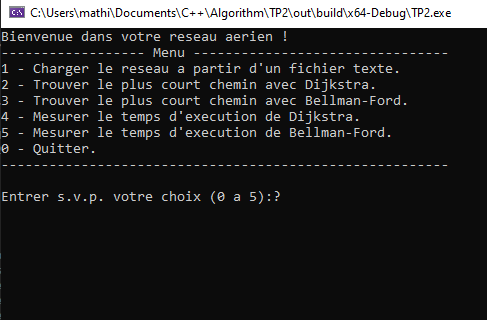 C:\Users\mathi\Documents\C++\Algorithm\TP2\out\build\x64-Debug\TP2.exe
Bienvenue dans votre reseau aerien !
------------------- Menu ---------------------------------
1 - Charger le reseau a partir d'un fichier texte.
2 - Trouver le plus court chemin avec Dijkstra.
3 - Trouver le plus court chemin avec Bellman-Ford.
4 - Mesurer le temps d'execution de Dijkstra.
5 - Mesurer le temps d'execution de Bellman-Ford.
0 - Quitter.
----------------------------------------------------------
Entrer s.v.p. votre choix (0 a 5):?